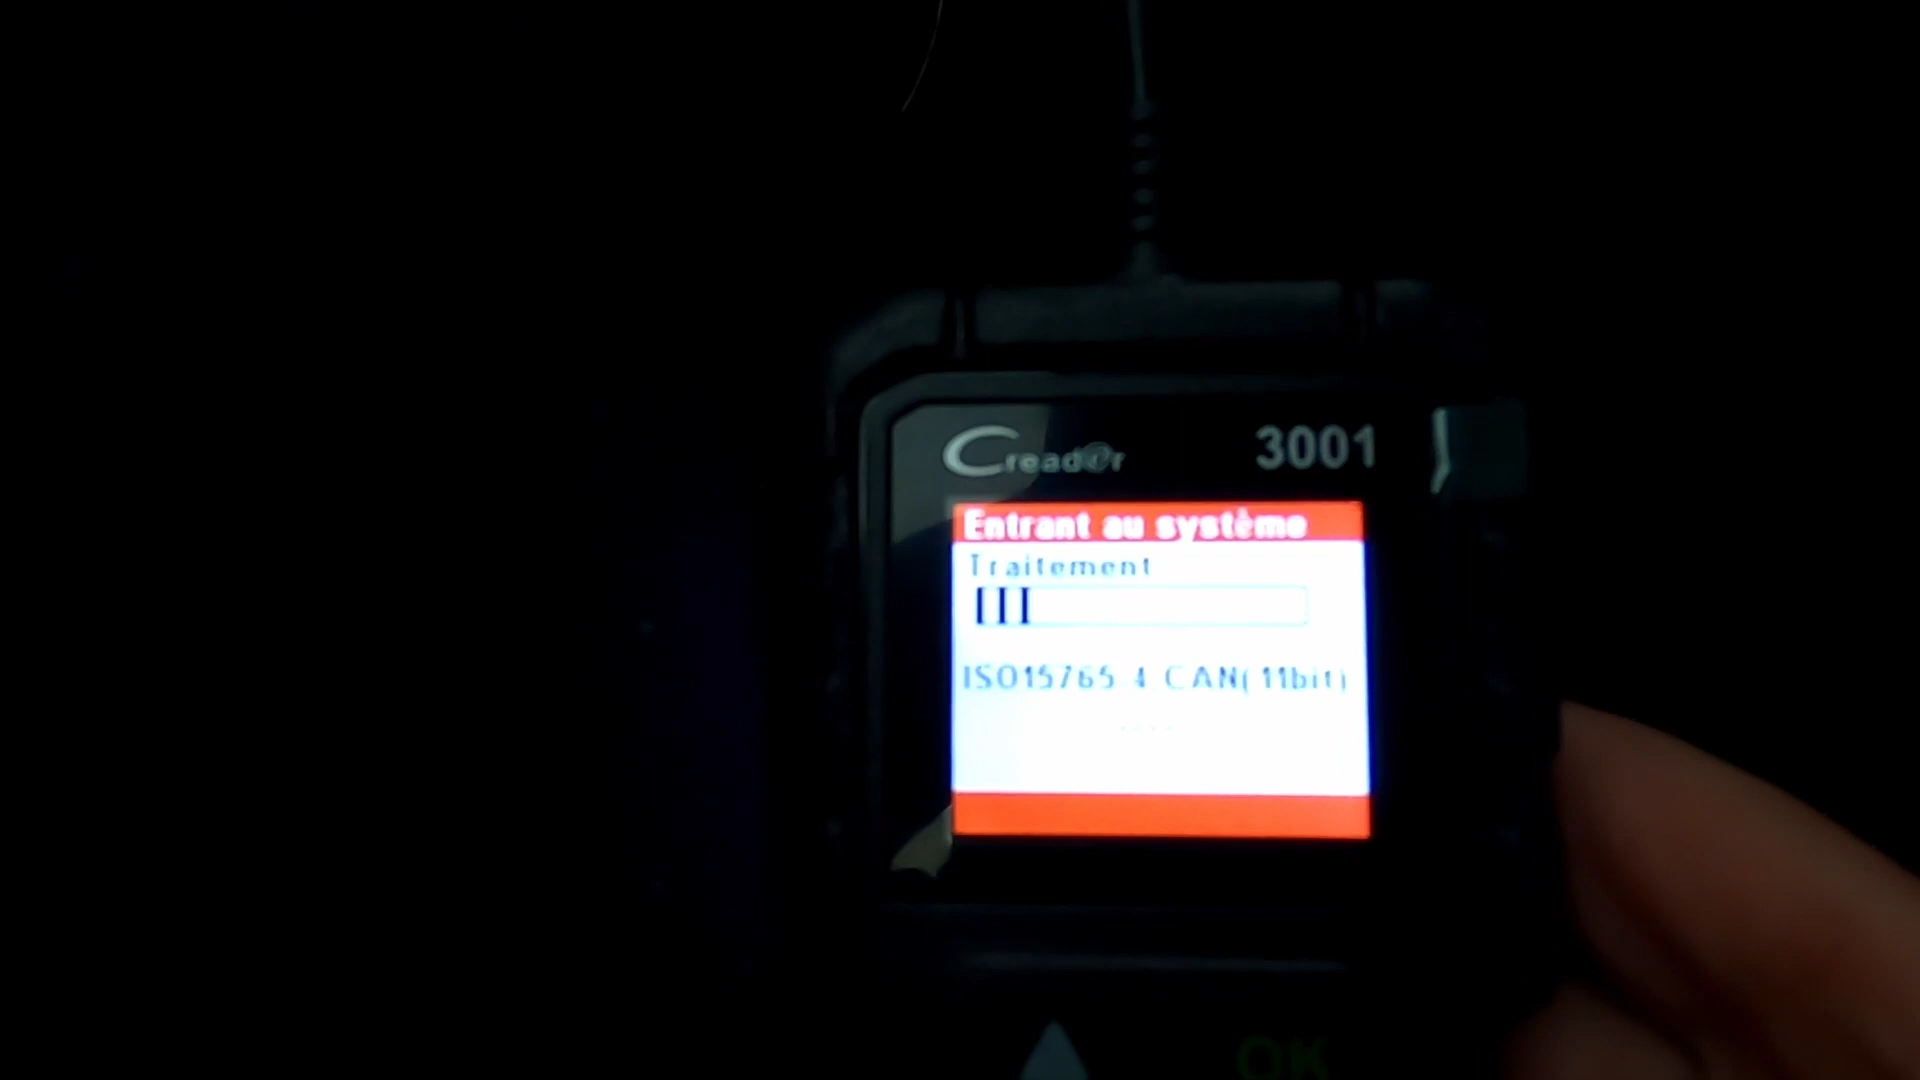 Creader 3001
Entrant au système
Traitement
ISO15765-4 CAN(11bit)
....
OK